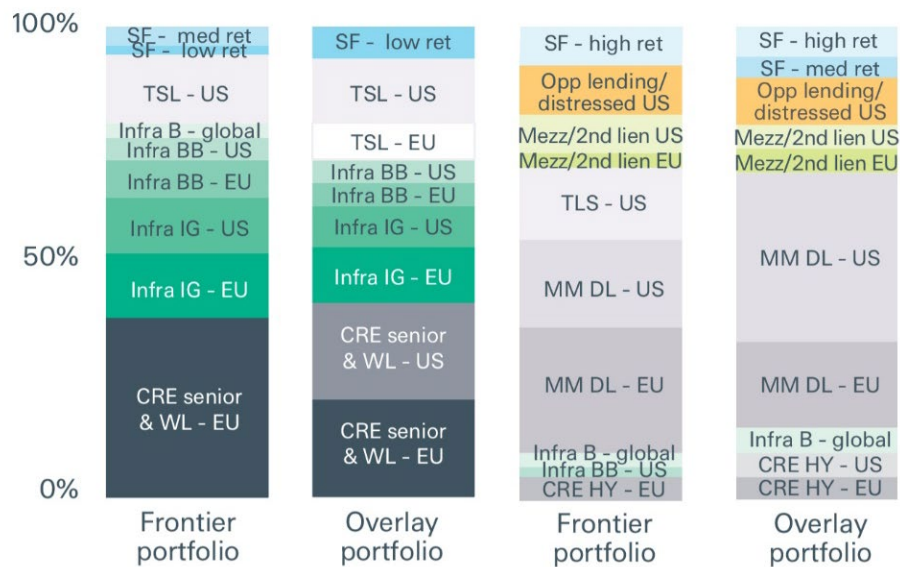 100%
50%
0%
SF - med ret
SF - low ret
TSL - US
Infra B - global
Infra BB - US
Infra BB - EU
Infra IG - US
Infra IG - EU
CRE senior
& WL - EU
Frontier
portfolio
SF - low ret
TSL - US
TSL - EU
Infra BB - US
Infra BB - EU
Infra IG - US
Infra IG - EU
CRE senior
& WL - US
CRE senior
& WL - EU
Overlay
portfolio
SF - high ret
Opp lending/
distressed US
Mezz/2nd lien US
Mezz/2nd lien EU
TLS - US
MM DL - US
MM DL - EU
Infra B - global
Infra BB - US
CRE HY - EU
Frontier
portfolio
SF - high ret
SF - med ret
Opp lending/
distressed US
Mezz/2nd lien US
Mezz/2nd lien EU
MM DL - US
MM DL - EU
Infra B - global
CRE HY - US
CRE HY - EU
Overlay
portfolio